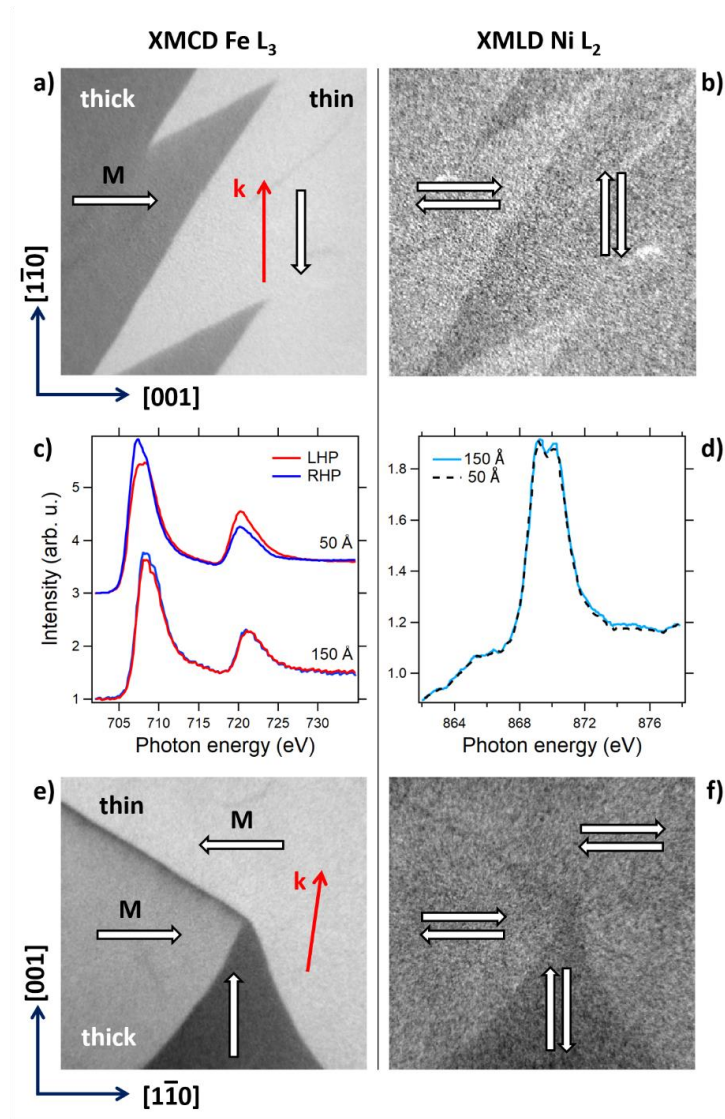 XMCD Fe L₃
XMLD Ni L₂
a)
thick
thin
M
k
[11̄0]
[001]
b)
c)
LHP
RHP
50 Å
150 Å
Intensity (arb. u.)
5
4
3
2
1
705 710 715 720 725 730
Photon energy (eV)
d)
150 Å
50 Å
1.8
1.6
1.4
1.2
1.0
864 868 872 876
Photon energy (eV)
e)
thin
M
k
M
thick
[001]
[11̄0]
f)